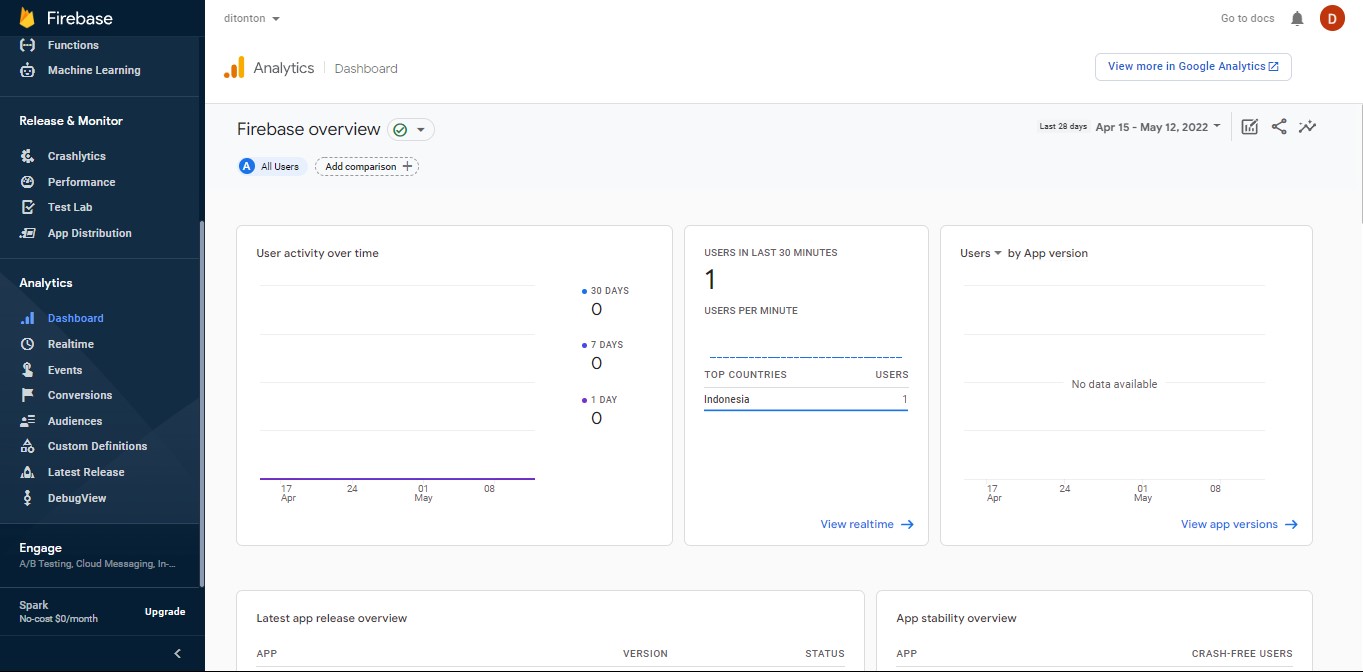 Firebase
Functions
Machine Learning
Release & Monitor
Crashlytics
Performance
Test Lab
App Distribution
Analytics
Dashboard
Realtime
Events
Conversions
Audiences
Custom Definitions
Latest Release
DebugView
Engage
A/B Testing, Cloud Messaging, In-...
Spark
No-cost $0/month
Upgrade
ditonton
Go to docs
D
Analytics
Dashboard
View more in Google Analytics
Firebase overview
Last 28 days
Apr 15 - May 12, 2022
A All Users
Add comparison
User activity over time
30 DAYS
0
7 DAYS
0
1 DAY
0
17 24 01 08
Apr May
USERS IN LAST 30 MINUTES
1
USERS PER MINUTE
TOP COUNTRIES USERS
Indonesia 1
View realtime
Users by App version
No data available
17 24 01 08
Apr May
View app versions
Latest app release overview
APP VERSION STATUS
App stability overview
APP CRASH-FREE USERS